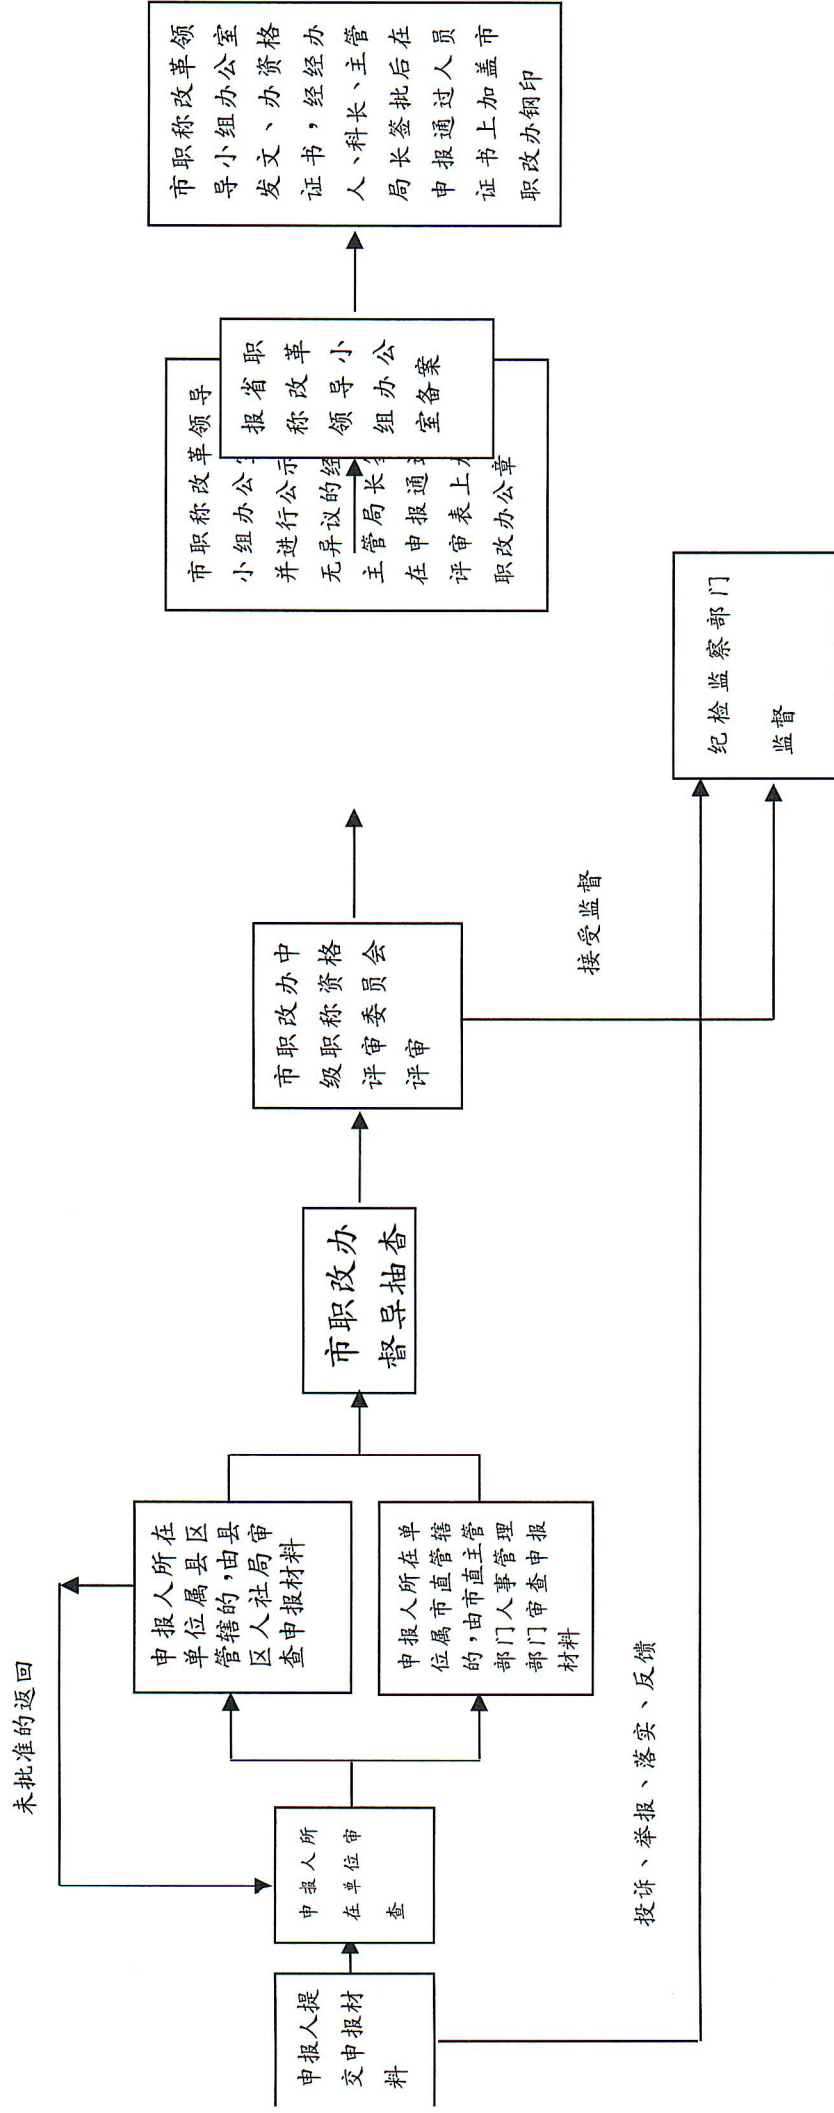 未批准的返回
申报人提
交申报材
料
申报人所
在单位审
查
申报人所在
单位属县区
管辖的,由县
区人社局审
查申报材料
申报人所在单
位属市直管辖
的,由市直主管
部门人事管理
部门审查申报
材料
市职改办
督导抽查
市职改办中
级职称资格
评审委员会
评审
市职称改革领导
小组办公
并进行公示
无异议的经
主管局长
在申报通
评审表上
职改办公章
报省职
称改革
领导小
组办公
室备案
市职称改革领
导小组办公室
发文、办资格
证书,经经办
人、科长、主管
局长签批后在
申报通过人员
证书上加盖市
职改办钢印
接受监督
投诉、举报、落实、反馈
纪检监察部门
监督